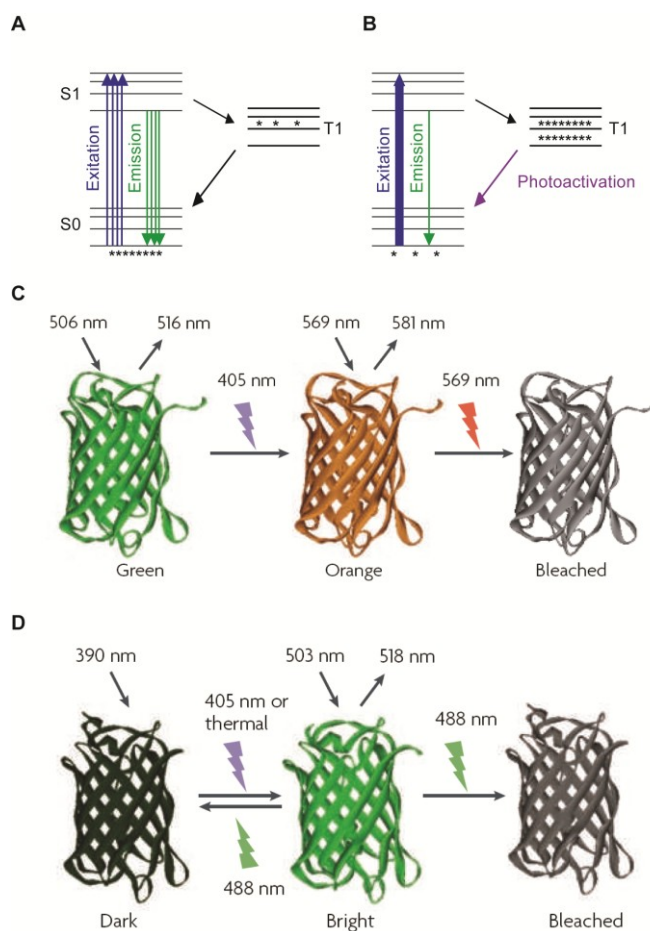 A
B
S1
Exitation
Emission
* * *
T1
S0
********
Exitation
Emission
********
********
T1
Photoactivation
* * *
C
506 nm
516 nm
569 nm
581 nm
405 nm
569 nm
Green
Orange
Bleached
D
390 nm
503 nm
518 nm
405 nm or
thermal
488 nm
488 nm
Dark
Bright
Bleached